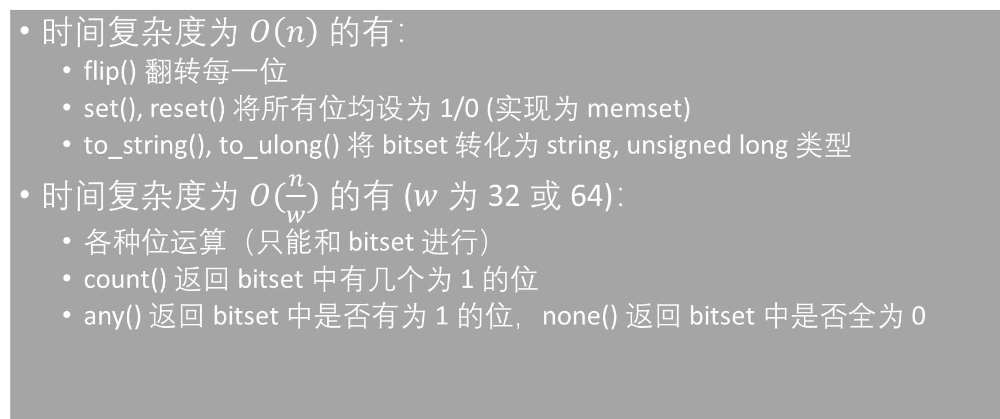 • 时间复杂度为 O(n) 的有：
• flip() 翻转每一位
• set(), reset() 将所有位均设为 1/0 (实现为 memset)
• to_string(), to_ulong() 将 bitset 转化为 string, unsigned long 类型
• 时间复杂度为 O(n/w) 的有 (w 为 32 或 64)：
• 各种位运算（只能和 bitset 进行）
• count() 返回 bitset 中有几个为 1 的位
• any() 返回 bitset 中是否有为 1 的位，none() 返回 bitset 中是否全为 0